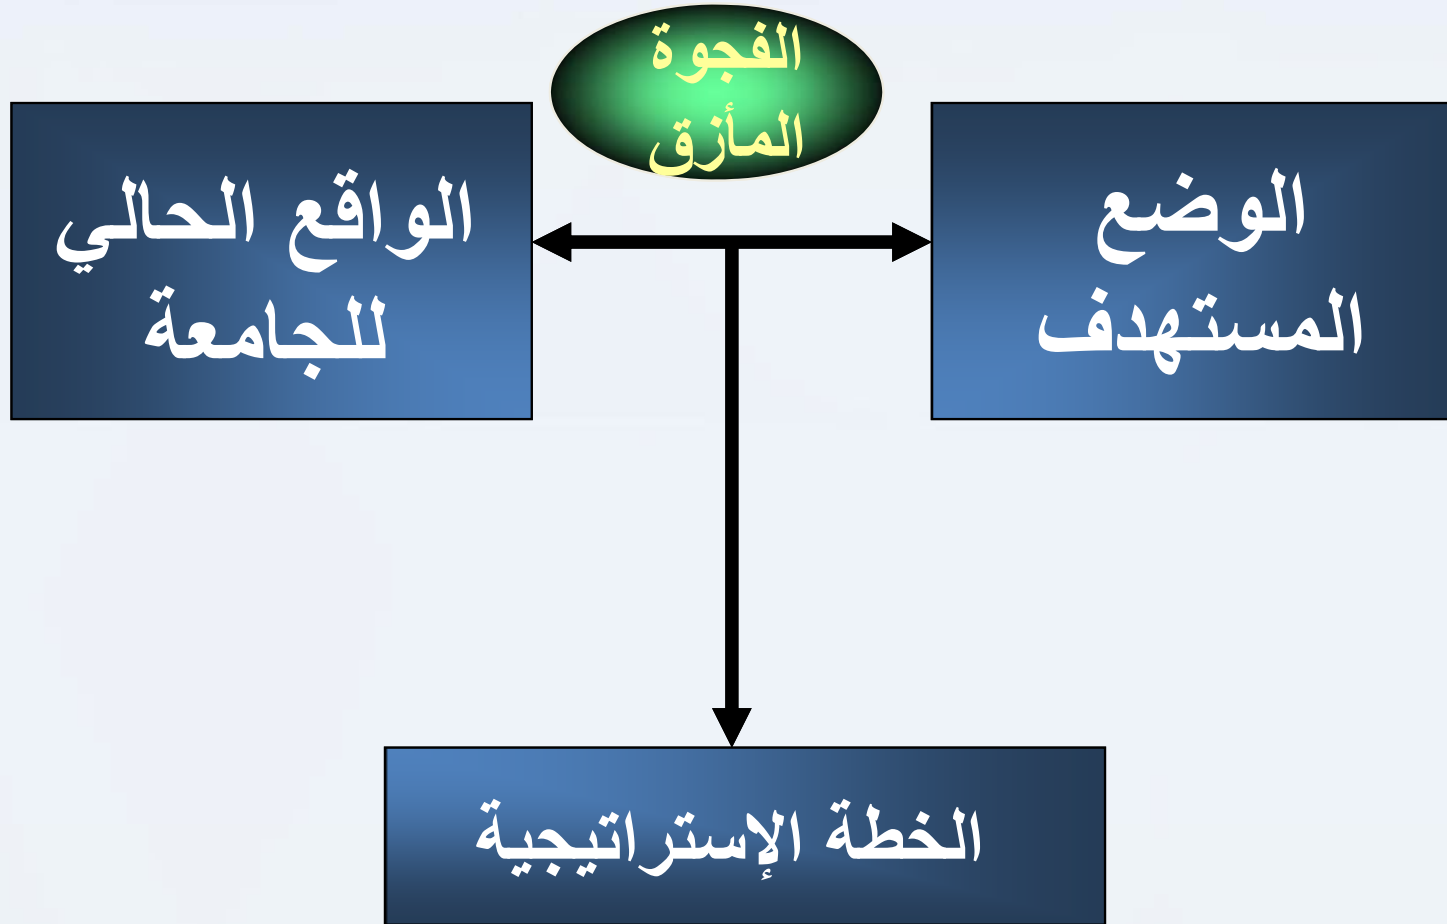 الفجوة
المأزق
الوضع
المستهدف
الواقع الحالي
للجامعة
الخطة الإستراتيجية